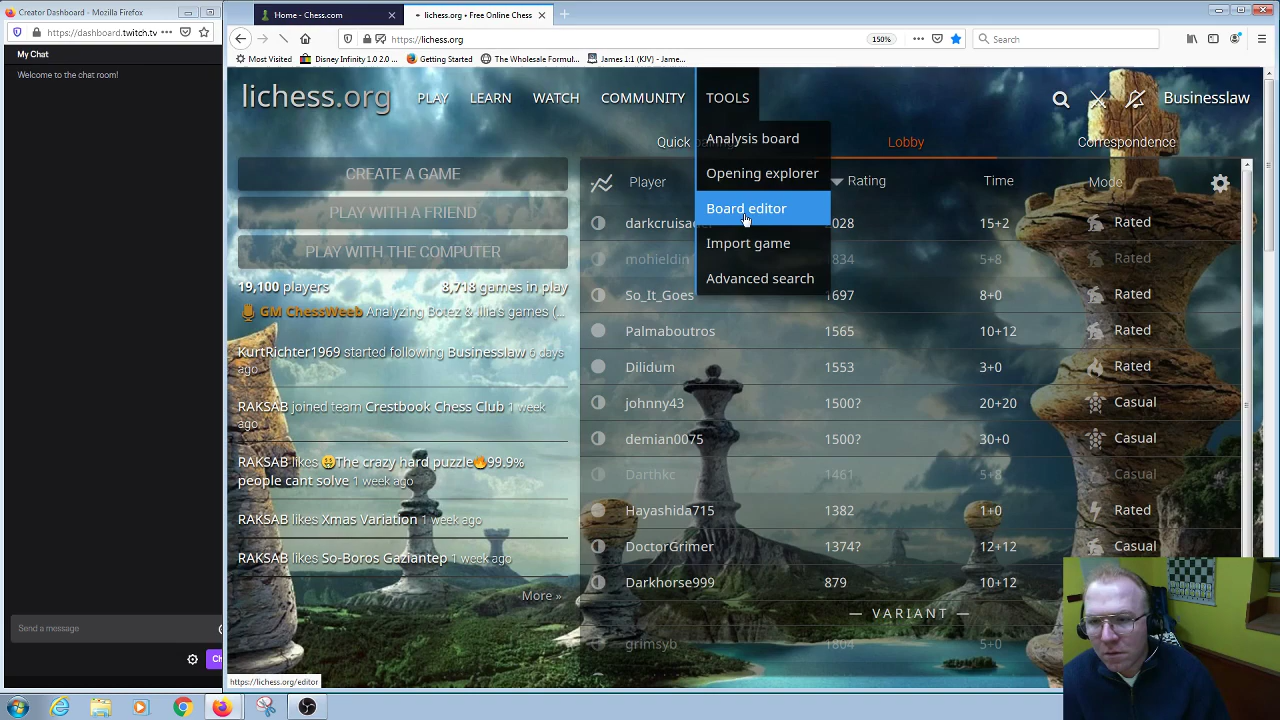 Creator Dashboard - Mozilla Firefox
https://dashboard.twitch.tv
My Chat
Welcome to the chat room!
Send a message
Ch
Home - Chess.com
lichess.org • Free Online Chess
https://lichess.org
150%
Search
Most Visited
Disney Infinity 1.0 2.0 ...
Getting Started
The Wholesale Formul...
James 1:1 (KJV) - Jame...
lichess.org
PLAY
LEARN
WATCH
COMMUNITY
TOOLS
Businesslaw
Analysis board
Opening explorer
Board editor
Import game
Advanced search
Quick
Lobby
Correspondence
CREATE A GAME
PLAY WITH A FRIEND
PLAY WITH THE COMPUTER
19,100 players 8,718 games in play
GM ChessWeeb Analyzing Botez & Illia's games (...
KurtRichter1969 started following Businesslaw 6 days
ago
RAKSAB joined team Crestbook Chess Club 1 week
ago
RAKSAB likes 🤑The crazy hard puzzle🔥99.9%
people cant solve 1 week ago
RAKSAB likes Xmas Variation 1 week ago
RAKSAB likes So-Boros Gaziantep 1 week ago
More »
Player Rating Time Mode
darkcruisa 2028 15+2 Rated
mohieldin 1834 5+8 Rated
So_It_Goes 1697 8+0 Rated
Palmaboutros 1565 10+12 Rated
Dilidum 1553 3+0 Rated
johnny43 1500? 20+20 Casual
demian0075 1500? 30+0 Casual
Darthkc 1461 5+8 Casual
Hayashida715 1382 1+0 Rated
DoctorGrimer 1374? 12+12 Casual
Darkhorse999 879 10+12
— VARIANT —
grimsyb 1804 5+0
https://lichess.org/editor